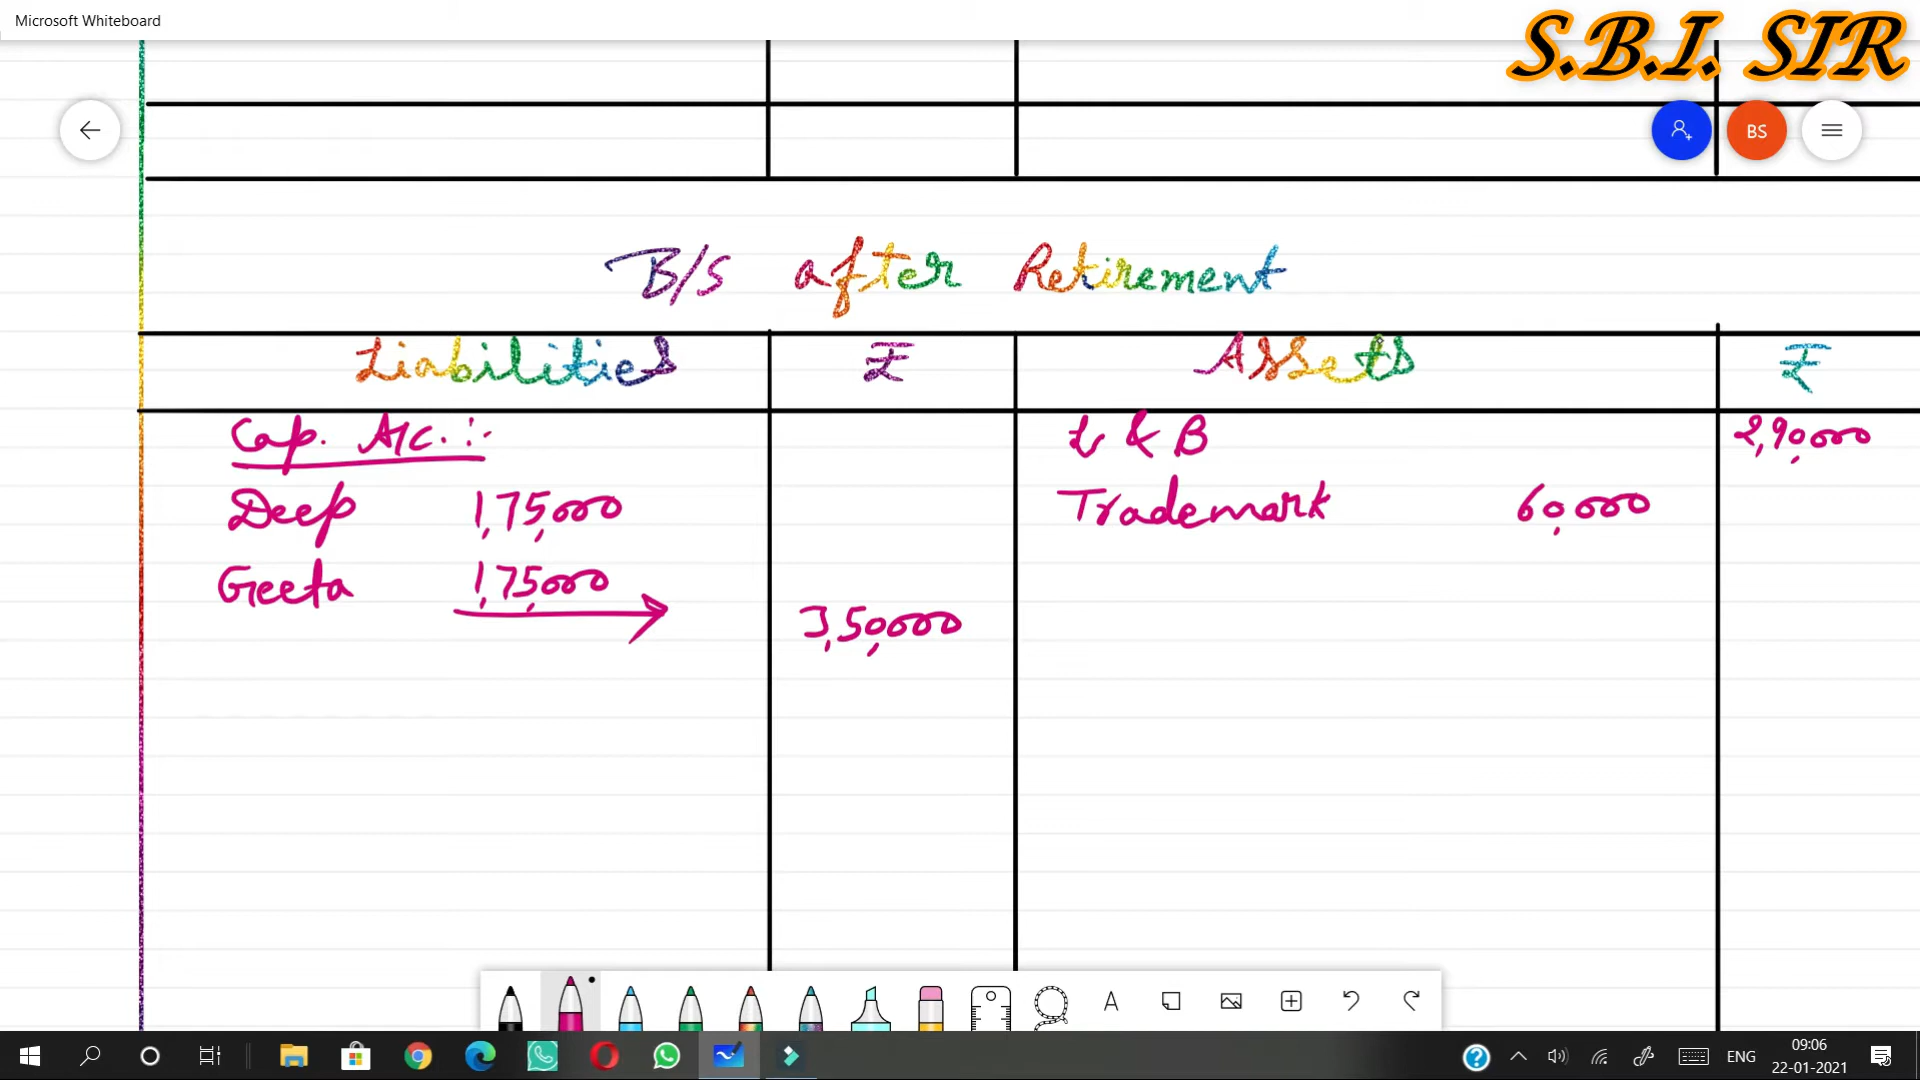 Microsoft Whiteboard
S.B.I. SIR
BS
B/S after Retirement
Liabilities ₹ Assets ₹
Cap. A/C. :- L & B 2,90,000
Deep 1,75,000 Trademark 60,000
Geeta 1,75,000
3,50,000
ENG
09:06
22-01-2021